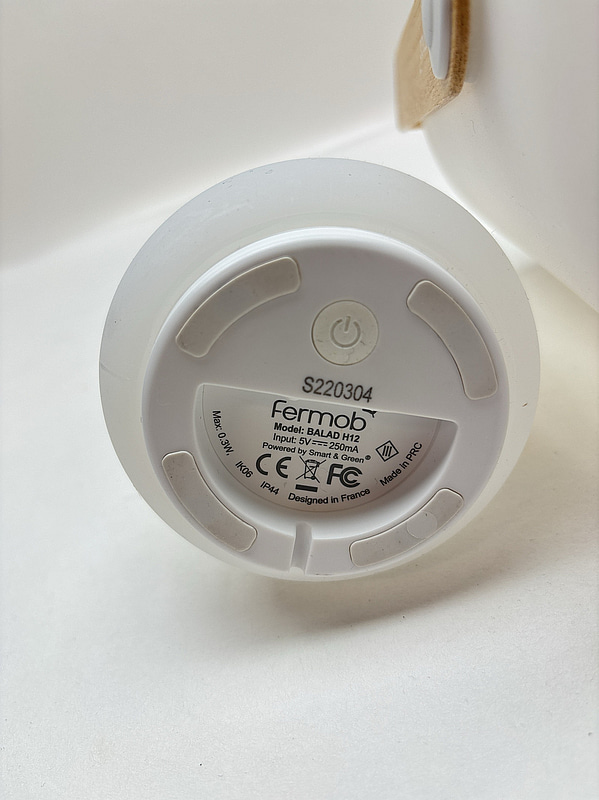 S220304
fermob
Model: BALAD H12
Input: 5V 250mA
Powered by Smart & Green®
Max: 0.3W.
IK06
IP44
CE FC
Designed in France
Made in PRC